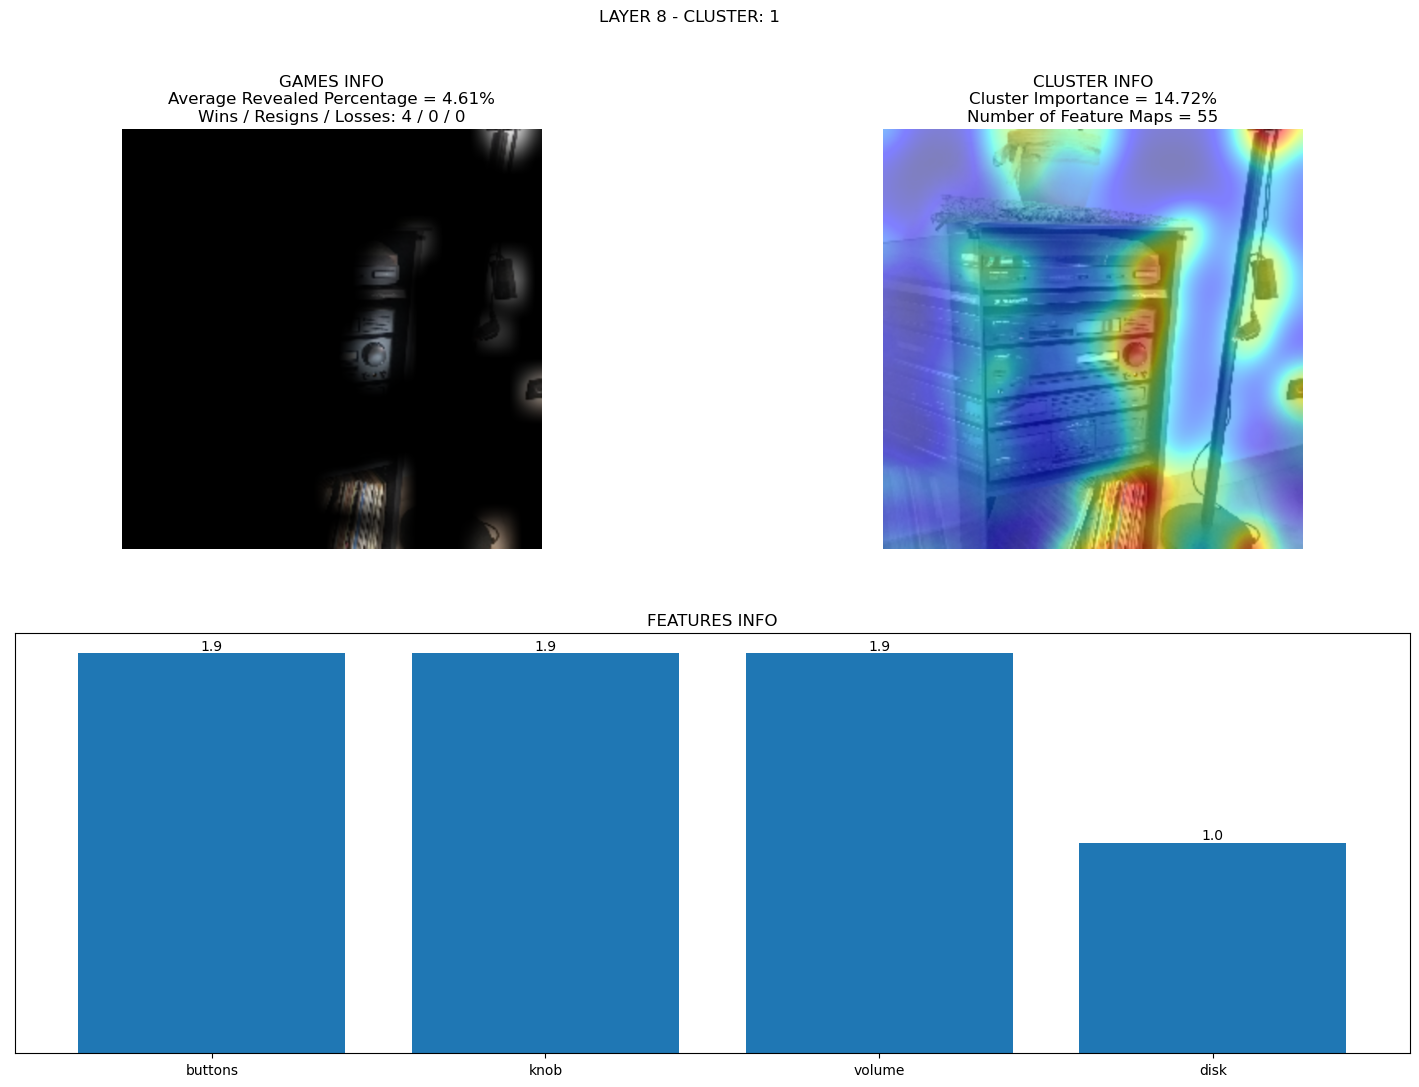 LAYER 8 - CLUSTER: 1
GAMES INFO
Average Revealed Percentage = 4.61%
Wins / Resigns / Losses: 4 / 0 / 0
CLUSTER INFO
Cluster Importance = 14.72%
Number of Feature Maps = 55
FEATURES INFO
1.9
1.9
1.9
1.0
buttons
knob
volume
disk